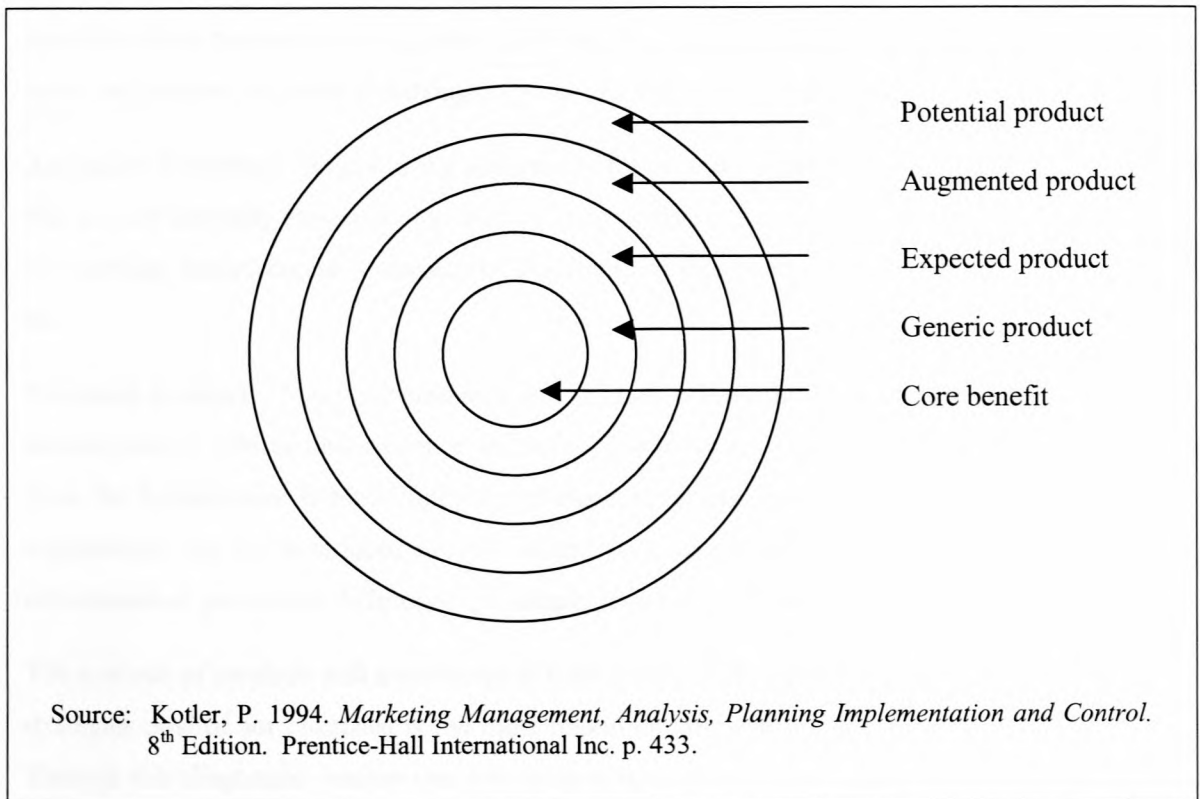 Potential product
Augmented product
Expected product
Generic product
Core benefit
Source: Kotler, P. 1994. Marketing Management, Analysis, Planning Implementation and Control.
8th Edition. Prentice-Hall International Inc. p. 433.